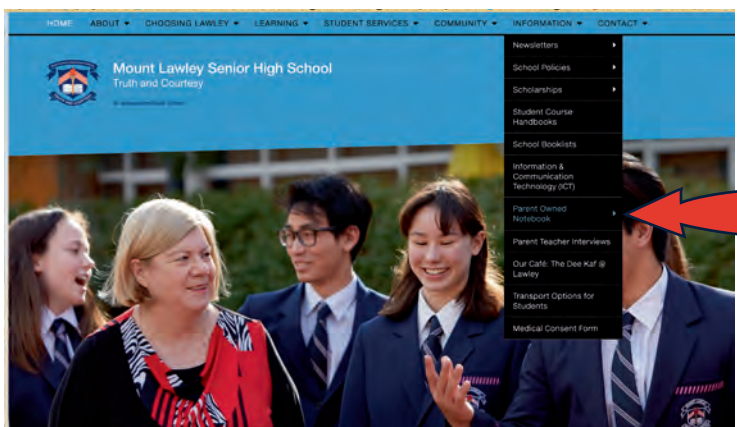 HOME ABOUT CHOOSING LAWLEY LEARNING STUDENT SERVICES COMMUNITY INFORMATION CONTACT
Mount Lawley Senior High School
Truth and Courtesy
Newsletters
School Policies
Scholarships
Student Course
Handbooks
School Booklists
Information &
Communication
Technology (ICT)
Parent Owned
Notebook
Parent Teacher Interviews
Our Café: The Dee Kaf @
Lawley
Transport Options for
Students
Medical Consent Form